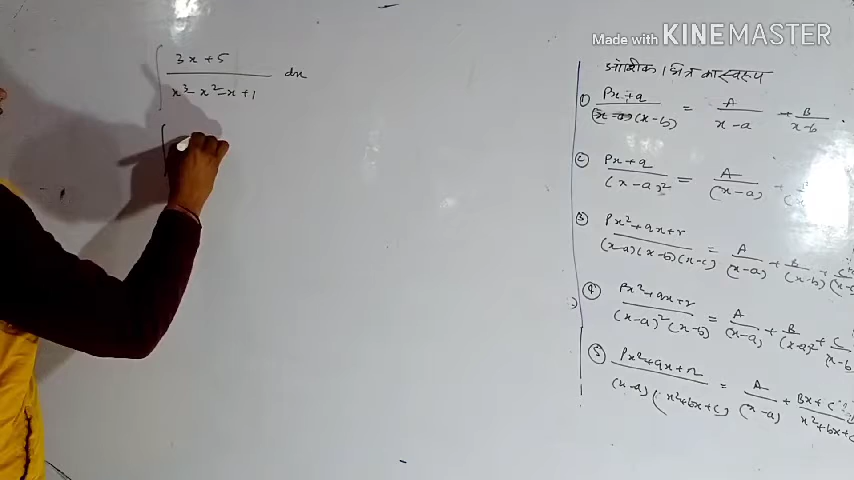 Made with KINEMASTER
∫ 3x + 5 / x³ - x² - x + 1 dx
∫
आंशिक भिन्न का स्वरूप
① Px + q / (x - a)(x - b) = A / x - a + B / x - b
② Px + q / (x - a)² = A / (x - a) +
③ Px² + qx + r / (x - a)(x - b)(x - c) = A / (x - a) + B / (x - b) + C / (x -
④ Px² + qx + r / (x - a)² (x - b) = A / (x - a) + B / (x - a)² + C / x - b
⑤ Px² + qx + r / (x - a)(x² + bx + c) = A / (x - a) + Bx + C / x² + bx + c